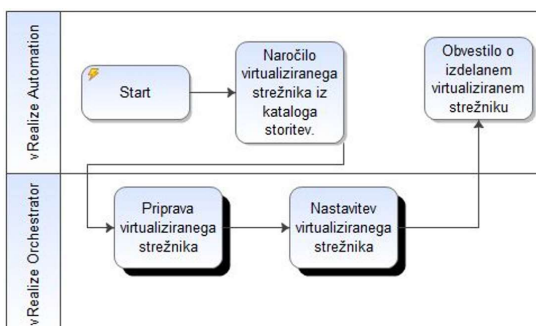 vRealize Automation
Start
Naročilo
virtualiziranega
strežnika iz
kataloga
storitev.
Obvestilo o
izdelanem
virtualiziranem
strežniku
vRealize Orchestrator
Priprava
virtualiziranega
strežnika
Nastavitev
virtualiziranega
strežnika